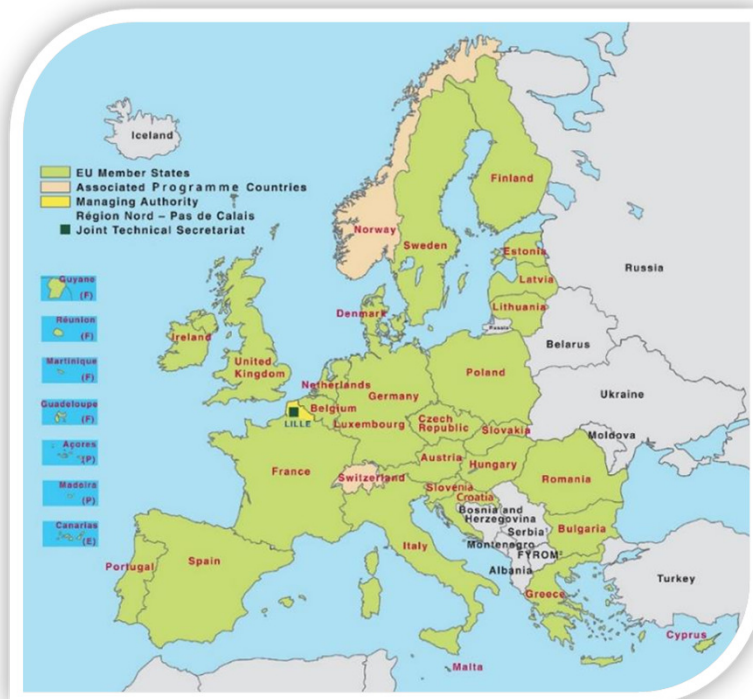 Iceland
EU Member States
Associated Programme Countries
Managing Authority
Région Nord – Pas de Calais
Joint Technical Secretariat
Finland
Norway
Sweden
Estonia
Russia
Latvia
Guyane
(F)
Lithuania
Denmark
Réunion
(F)
Russia
Ireland
Belarus
United
Kingdom
Martinique
(F)
Poland
Netherlands
Germany
Ukraine
Guadeloupe
(F)
Belgium
LILLE
Luxembourg
Czech
Republic
Slovakia
Moldova
Açores
(P)
Austria
Hungary
France
Switzerland
Romania
Madeira
(P)
Slovenia
Croatia
Bosnia and
Herzegovina
Canarias
(E)
Serbia
Bulgaria
Italy
Montenegro
FYROM
Portugal
Spain
Albania
Turkey
Greece
Cyprus
Malta